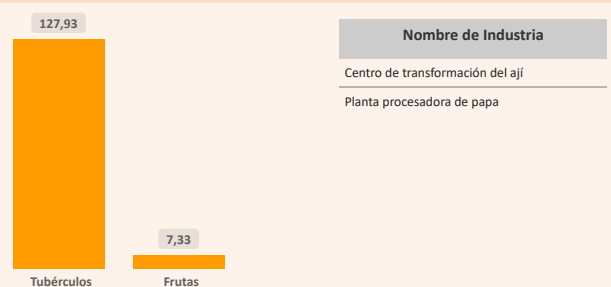 127,93
7,33
Tubérculos
Frutas
Nombre de Industria
Centro de transformación del ají
Planta procesadora de papa